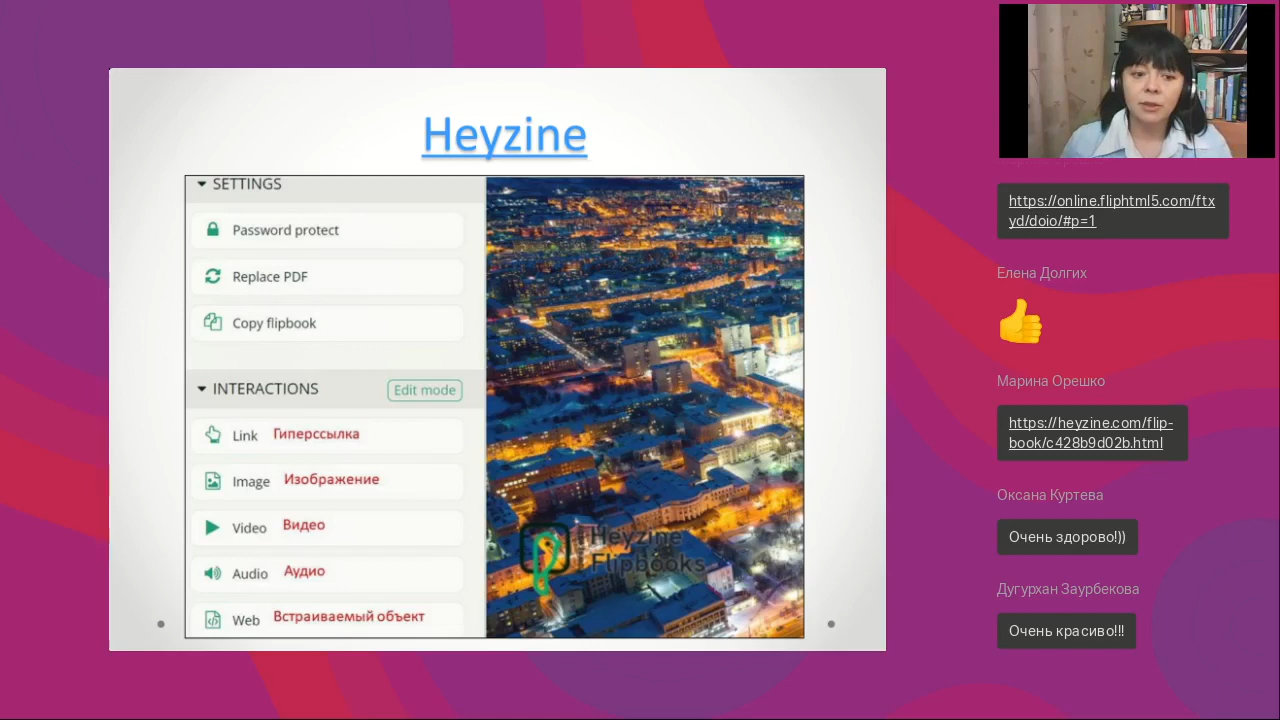 Heyzine
SETTINGS
Password protect
Replace PDF
Copy flipbook
INTERACTIONS Edit mode
Link Гиперссылка
Image Изображение
Video Видео
Audio Аудио
Web Встраиваемый объект
Heyzine
Flipbooks
https://online.fliphtml5.com/ftx
yd/doio/#p=1
Елена Долгих
Марина Орешко
https://heyzine.com/flip-
book/c428b9d02b.html
Оксана Куртева
Очень здорово!))
Дугурхан Заурбекова
Очень красиво!!!